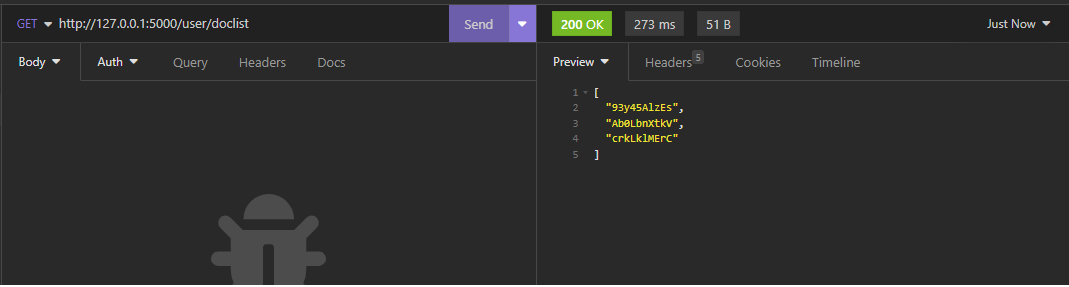 GET http://127.0.0.1:5000/user/doclist Send 200 OK 273 ms 51 B Just Now
Body Auth Query Headers Docs Preview Headers 5 Cookies Timeline
1 [
2 "93y45AlzEs",
3 "Ab0LbnXtkV",
4 "crkLklMErC"
5 ]